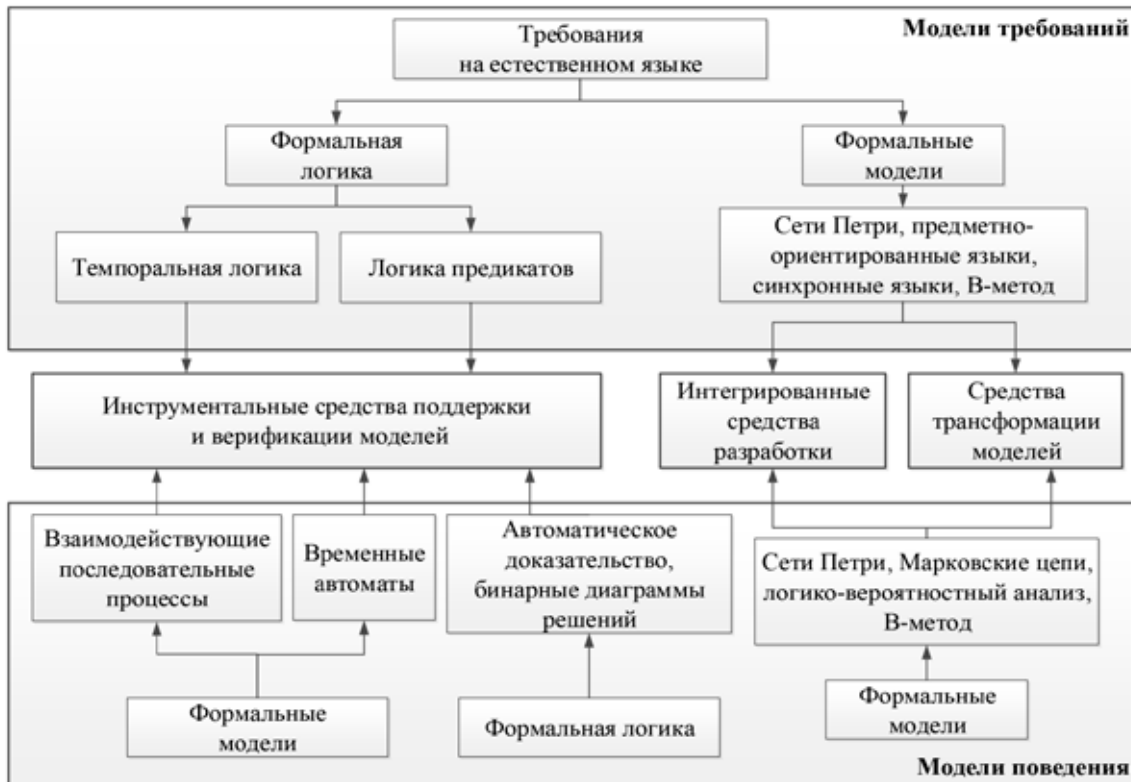 Модели требований
Требования
на естественном языке
Формальная
логика
Формальные
модели
Темпоральная логика
Логика предикатов
Сети Петри, предметно-
ориентированные языки,
синхронные языки, В-метод
Инструментальные средства поддержки
и верификации моделей
Интегрированные
средства
разработки
Средства
трансформации
моделей
Взаимодействующие
последовательные
процессы
Временные
автоматы
Автоматическое
доказательство,
бинарные диаграммы
решений
Сети Петри, Марковские цепи,
логико-вероятностный анализ,
В-метод
Формальные
модели
Формальная логика
Формальные
модели
Модели поведения